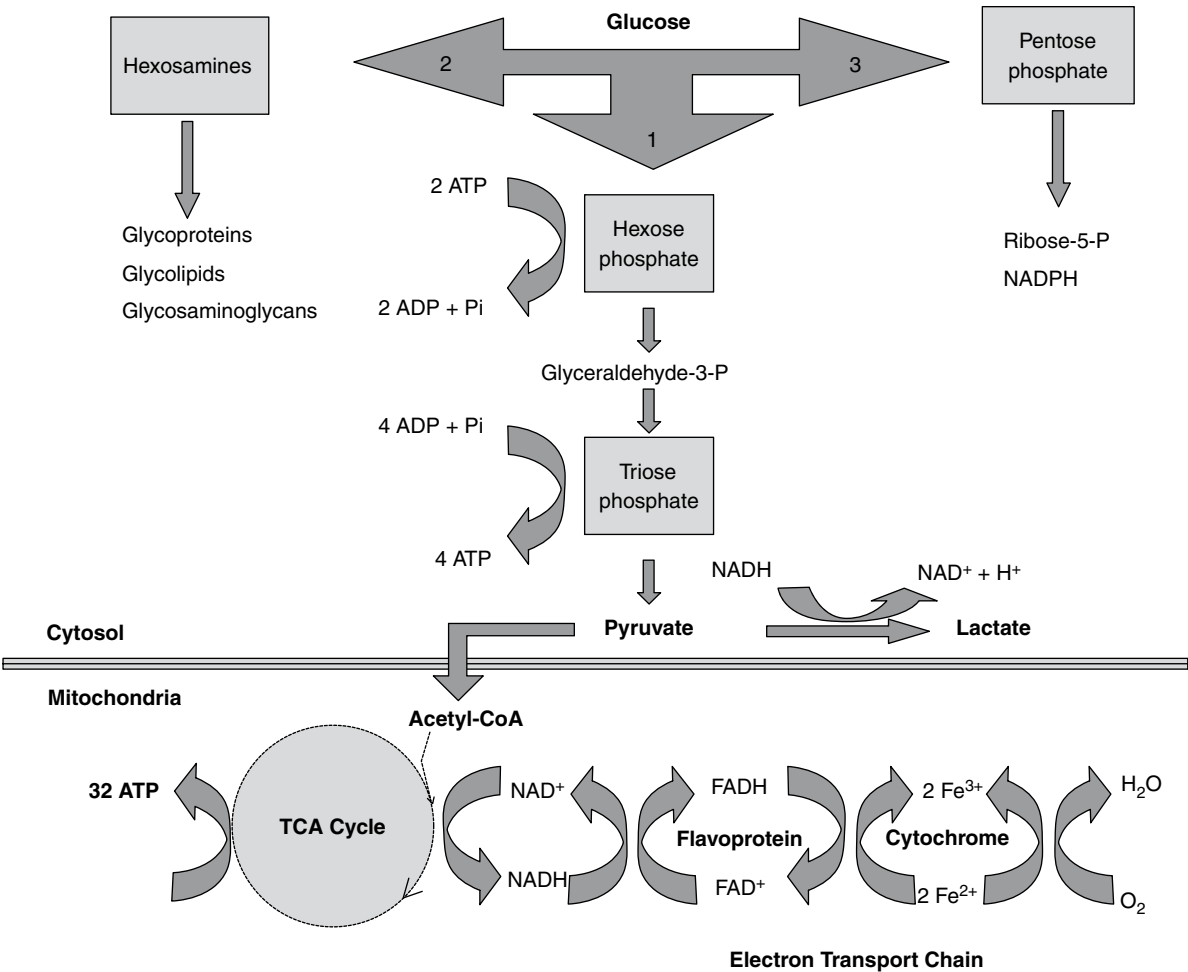 Glucose
Hexosamines
2
3
Pentose
phosphate
1
2 ATP
Hexose
phosphate
2 ADP + Pi
Glycoproteins
Glycolipids
Glycosaminoglycans
Ribose-5-P
NADPH
Glyceraldehyde-3-P
4 ADP + Pi
Triose
phosphate
4 ATP
NADH
NAD⁺ + H⁺
Cytosol
Pyruvate
Lactate
Mitochondria
Acetyl-CoA
32 ATP
TCA Cycle
NAD⁺
NADH
FADH
Flavoprotein
FAD⁺
2 Fe³⁺
Cytochrome
2 Fe²⁺
H₂O
O₂
Electron Transport Chain